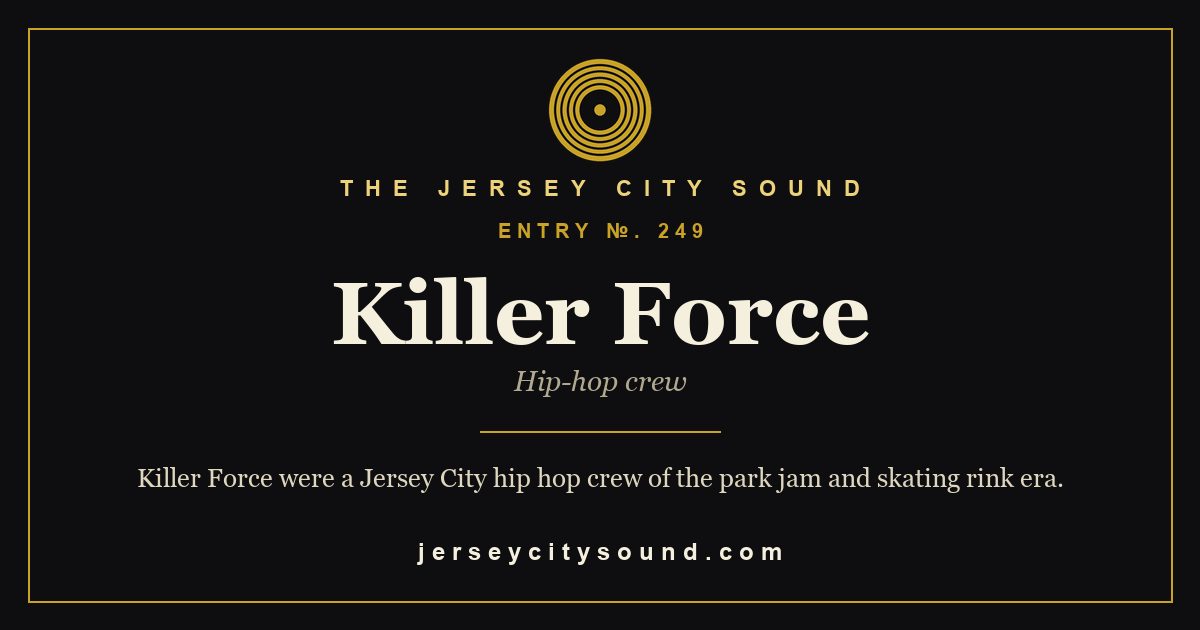 THE JERSEY CITY SOUND
ENTRY №. 249
Killer Force
Hip-hop crew
Killer Force were a Jersey City hip hop crew of the park jam and skating rink era.
jerseycitysound.com